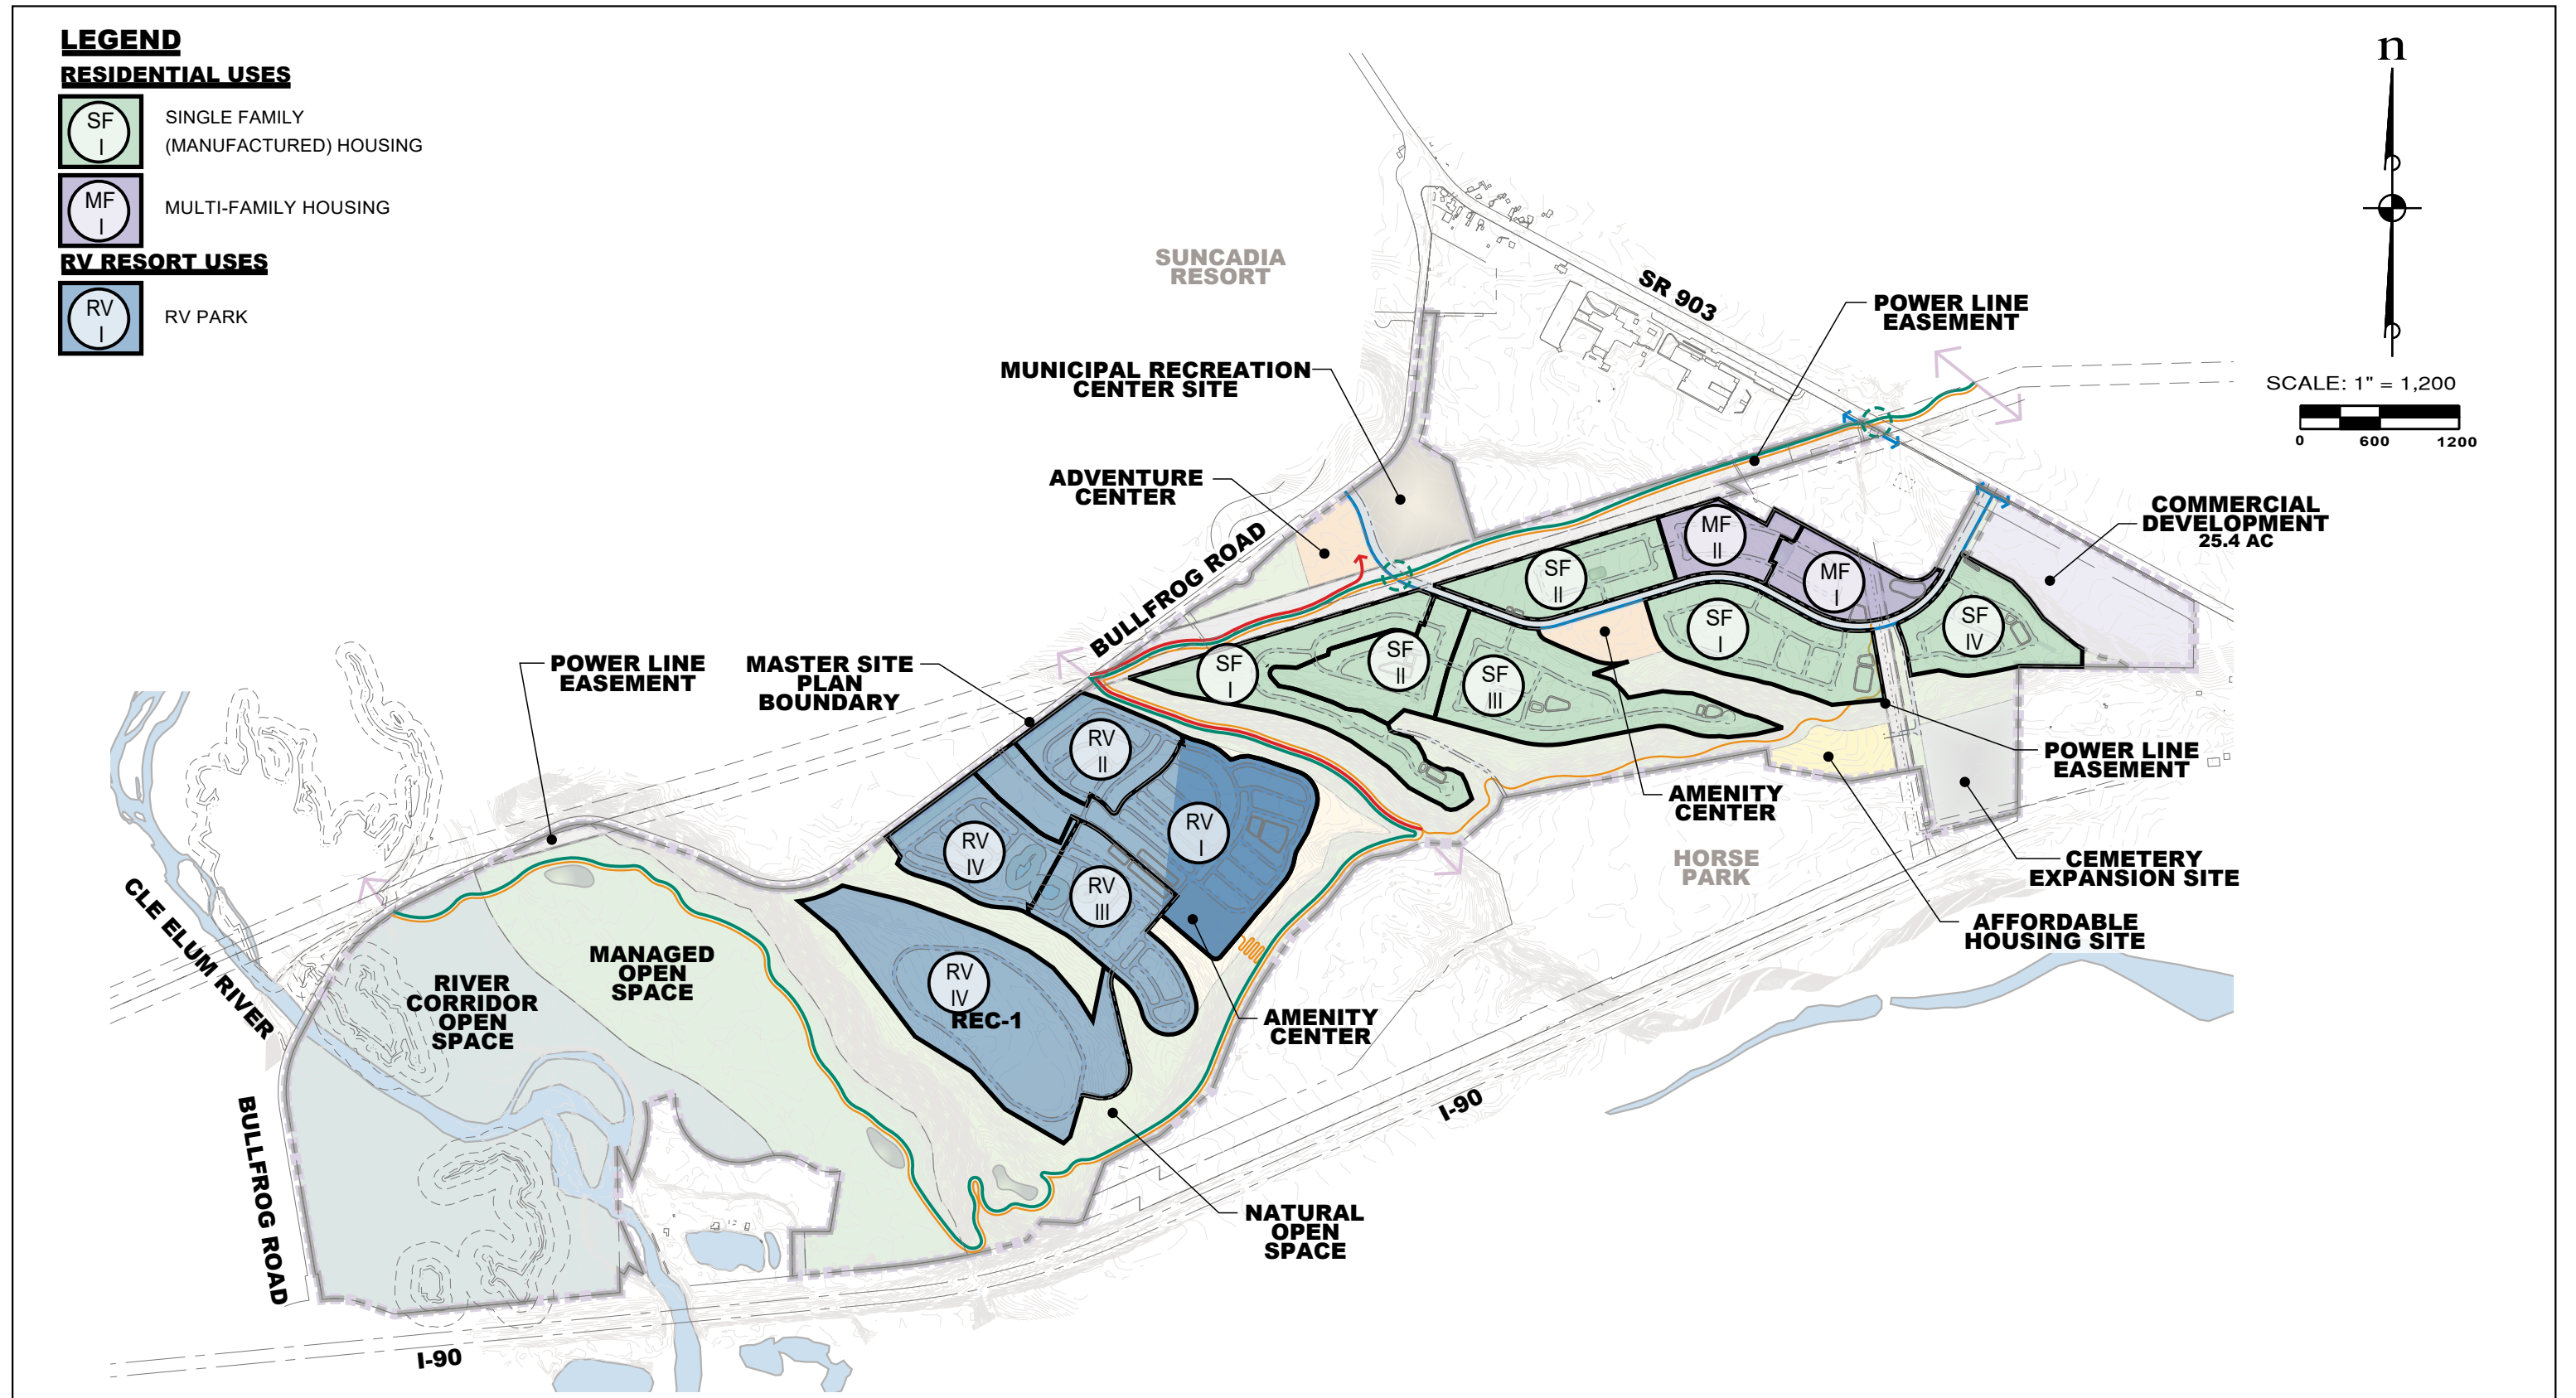 LEGEND
RESIDENTIAL USES
SF
I
SINGLE FAMILY
(MANUFACTURED) HOUSING
MF
I
MULTI-FAMILY HOUSING
RV RESORT USES
RV
I
RV PARK
n
SCALE: 1" = 1,200
0 600 1200
SUNCADIA
RESORT
SR 903
POWER LINE
EASEMENT
MUNICIPAL RECREATION
CENTER SITE
ADVENTURE
CENTER
BULLFROG ROAD
COMMERCIAL
DEVELOPMENT
25.4 AC
MF
II
MF
I
SF
II
SF
I
SF
IV
SF
I
SF
II
SF
III
POWER LINE
EASEMENT
MASTER SITE
PLAN
BOUNDARY
RV
II
RV
I
RV
IV
RV
III
RV
IV
REC-1
AMENITY
CENTER
POWER LINE
EASEMENT
HORSE
PARK
CEMETERY
EXPANSION SITE
AFFORDABLE
HOUSING SITE
CLE ELUM RIVER
RIVER
CORRIDOR
OPEN
SPACE
MANAGED
OPEN
SPACE
AMENITY
CENTER
I-90
BULLFROG ROAD
NATURAL
OPEN
SPACE
I-90